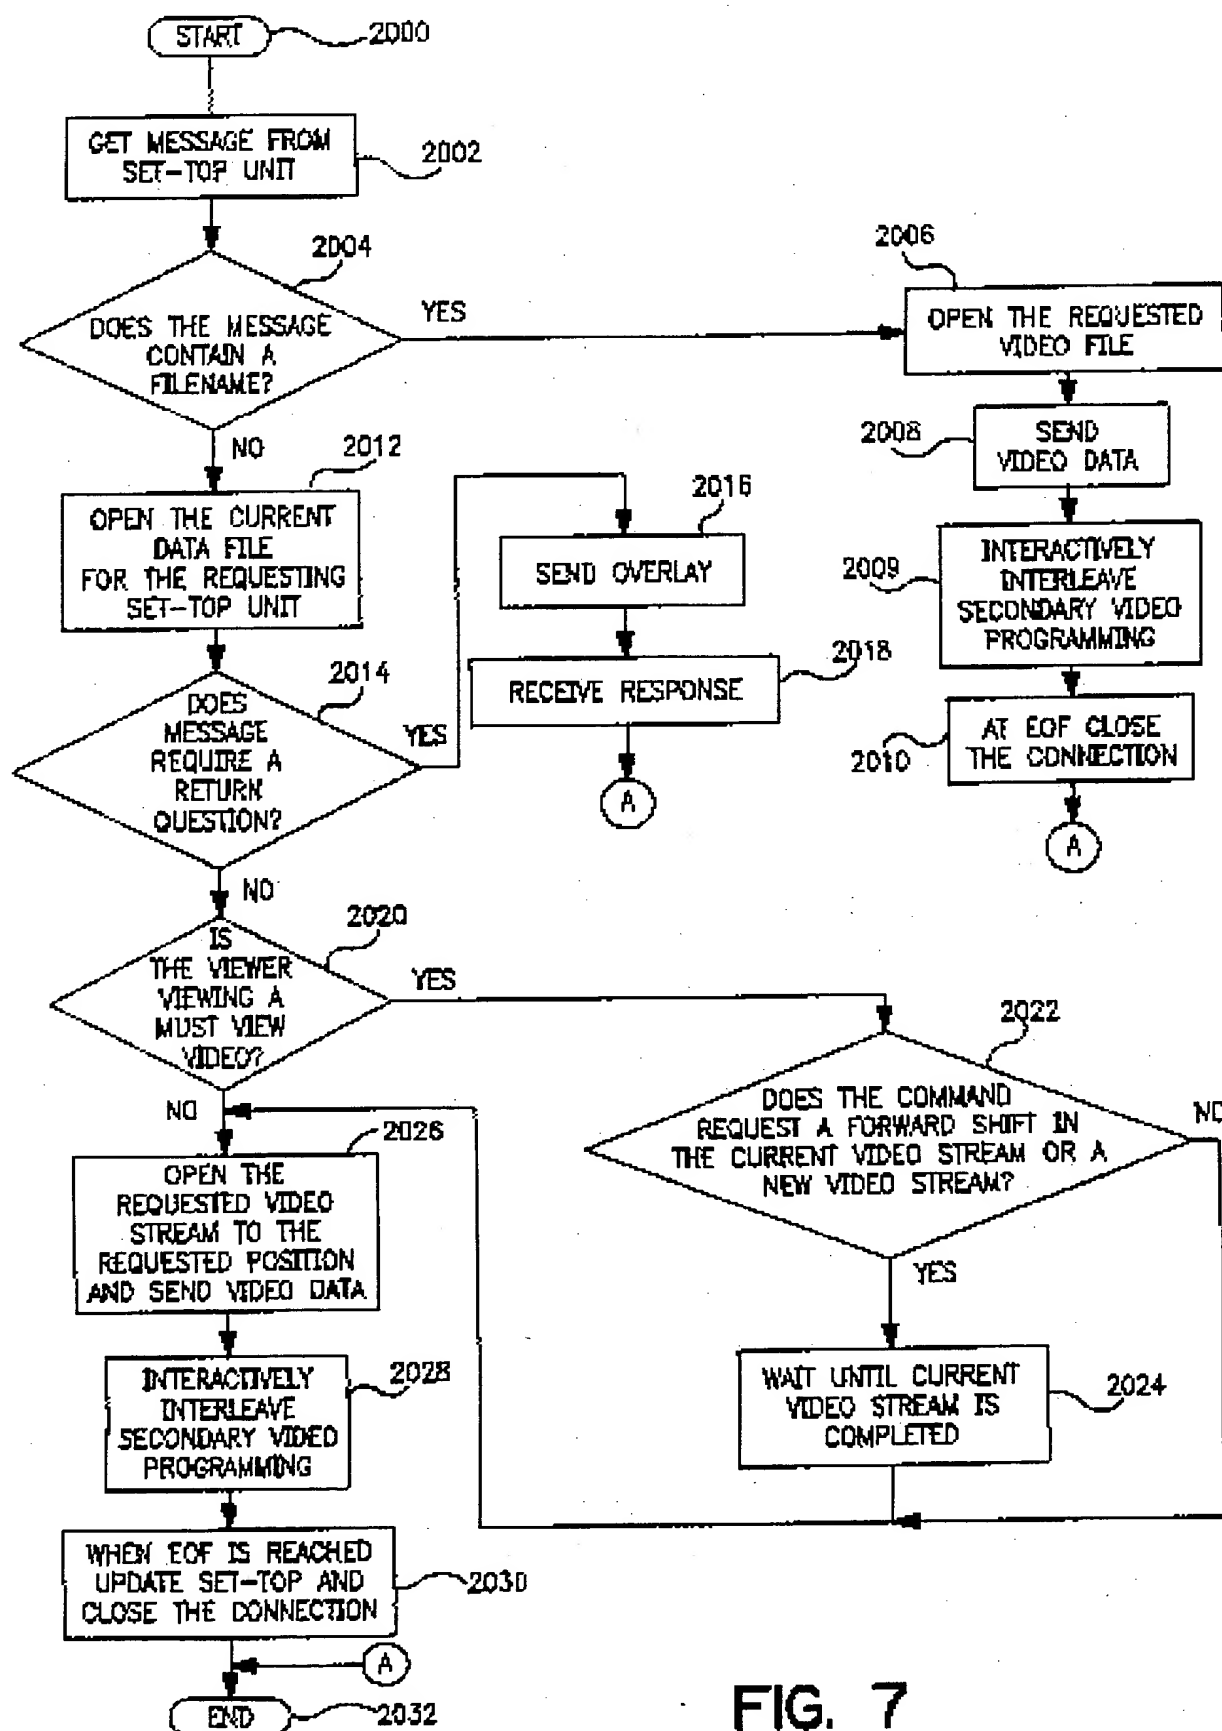 START
2000
GET MESSAGE FROM
SET-TOP UNIT
2002
2004
DOES THE MESSAGE
CONTAIN A
FILENAME?
YES
NO
2006
OPEN THE REQUESTED
VIDEO FILE
2008
SEND
VIDEO DATA
2009
INTERACTIVELY
INTERLEAVE
SECONDARY VIDEO
PROGRAMMING
2010
AT EOF CLOSE
THE CONNECTION
A
2012
OPEN THE CURRENT
DATA FILE
FOR THE REQUESTING
SET-TOP UNIT
2014
DOES
MESSAGE
REQUIRE A
RETURN
QUESTION?
YES
NO
2016
SEND OVERLAY
RECEIVE RESPONSE
2018
A
2020
IS
THE VIEWER
VIEWING A
MUST VIEW
VIDEO?
YES
NO
2022
DOES THE COMMAND
REQUEST A FORWARD SHIFT IN
THE CURRENT VIDEO STREAM OR A
NEW VIDEO STREAM?
NO
YES
WAIT UNTIL CURRENT
VIDEO STREAM IS
COMPLETED
2024
2026
OPEN THE
REQUESTED VIDEO
STREAM TO THE
REQUESTED POSITION
AND SEND VIDEO DATA
INTERACTIVELY
INTERLEAVE
SECONDARY VIDEO
PROGRAMMING
2028
WHEN EOF IS REACHED
UPDATE SET-TOP AND
CLOSE THE CONNECTION
2030
A
END
2032
FIG. 7